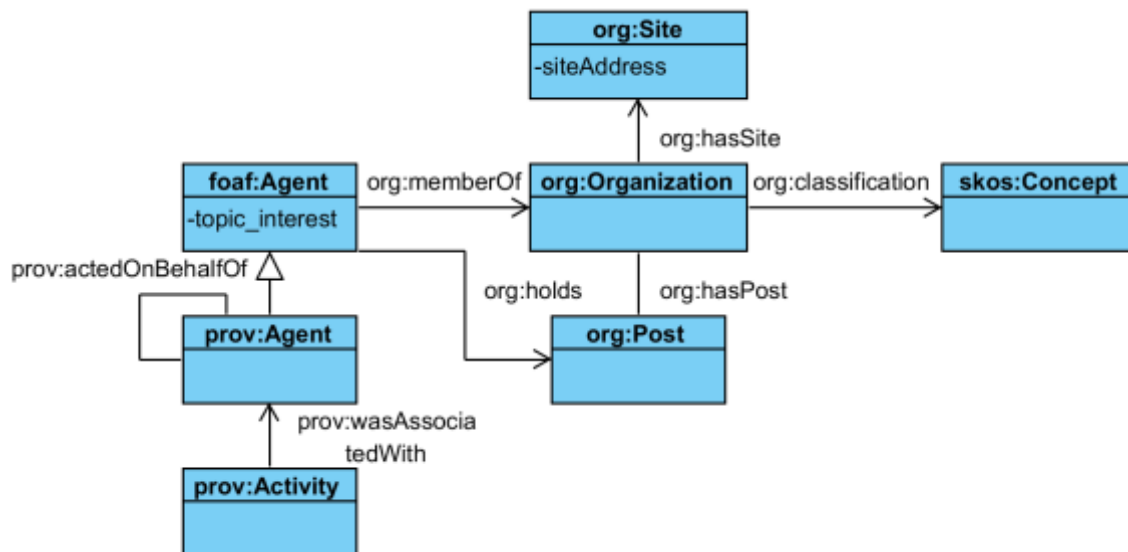 org:Site
-siteAddress
org:hasSite
foaf:Agent
org:memberOf
org:Organization
org:classification
skos:Concept
-topic_interest
prov:actedOnBehalfOf
org:holds
org:hasPost
prov:Agent
org:Post
prov:wasAssocia
tedWith
prov:Activity